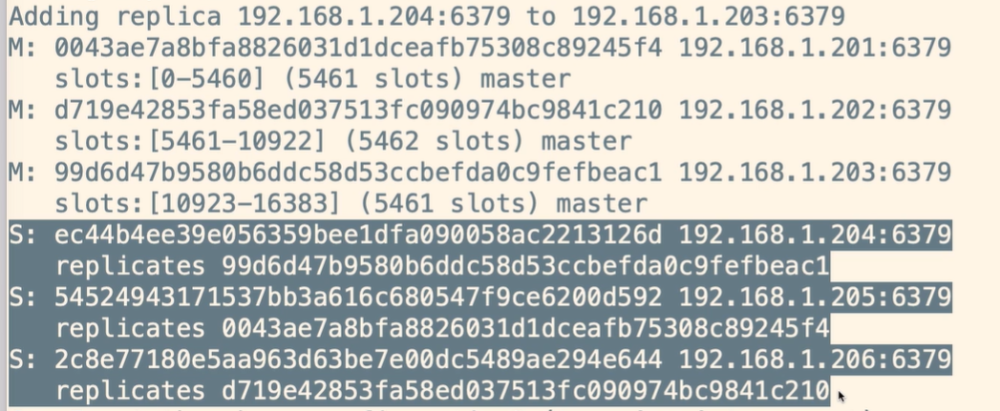 Adding replica 192.168.1.204:6379 to 192.168.1.203:6379
M: 0043ae7a8bfa8826031d1dceafb75308c89245f4 192.168.1.201:6379
slots:[0-5460] (5461 slots) master
M: d719e42853fa58ed037513fc090974bc9841c210 192.168.1.202:6379
slots:[5461-10922] (5462 slots) master
M: 99d6d47b9580b6ddc58d53ccbefda0c9fefbeac1 192.168.1.203:6379
slots:[10923-16383] (5461 slots) master
S: ec44b4ee39e056359bee1dfa090058ac2213126d 192.168.1.204:6379
replicates 99d6d47b9580b6ddc58d53ccbefda0c9fefbeac1
S: 54524943171537bb3a616c680547f9ce6200d592 192.168.1.205:6379
replicates 0043ae7a8bfa8826031d1dceafb75308c89245f4
S: 2c8e77180e5aa963d63be7e00dc5489ae294e644 192.168.1.206:6379
replicates d719e42853fa58ed037513fc090974bc9841c210